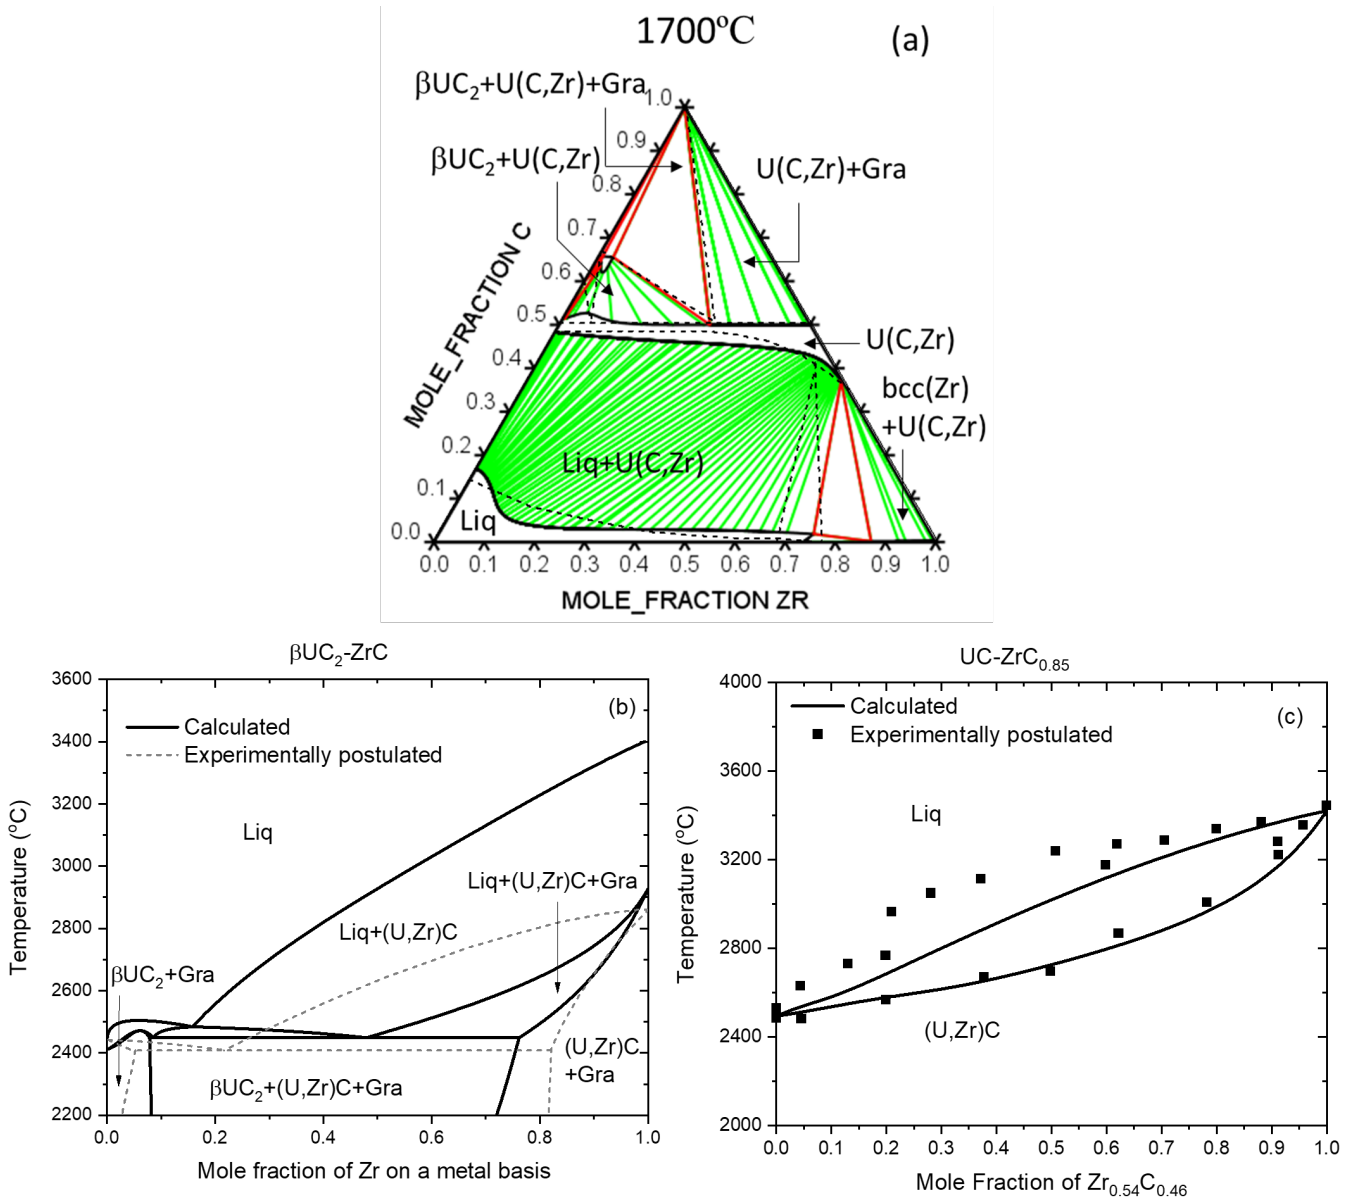 1700ºC
(a)
βUC2+U(C,Zr)+Gra
βUC2+U(C,Zr)
U(C,Zr)+Gra
U(C,Zr)
bcc(Zr)
+U(C,Zr)
Liq+U(C,Zr)
Liq
MOLE_FRACTION C
1.0
0.9
0.8
0.7
0.6
0.5
0.4
0.3
0.2
0.1
0.0
0.0 0.1 0.2 0.3 0.4 0.5 0.6 0.7 0.8 0.9 1.0
MOLE_FRACTION ZR
βUC2-ZrC
(b)
Calculated
Experimentally postulated
Liq
Liq+(U,Zr)C+Gra
Liq+(U,Zr)C
βUC2+Gra
(U,Zr)C
+Gra
βUC2+(U,Zr)C+Gra
Temperature (oC)
3600
3400
3200
3000
2800
2600
2400
2200
0.0 0.2 0.4 0.6 0.8 1.0
Mole fraction of Zr on a metal basis
UC-ZrC0.85
(c)
Calculated
Experimentally postulated
Liq
(U,Zr)C
Temperature (oC)
4000
3600
3200
2800
2400
2000
0.0 0.1 0.2 0.3 0.4 0.5 0.6 0.7 0.8 0.9 1.0
Mole Fraction of Zr0.54C0.46